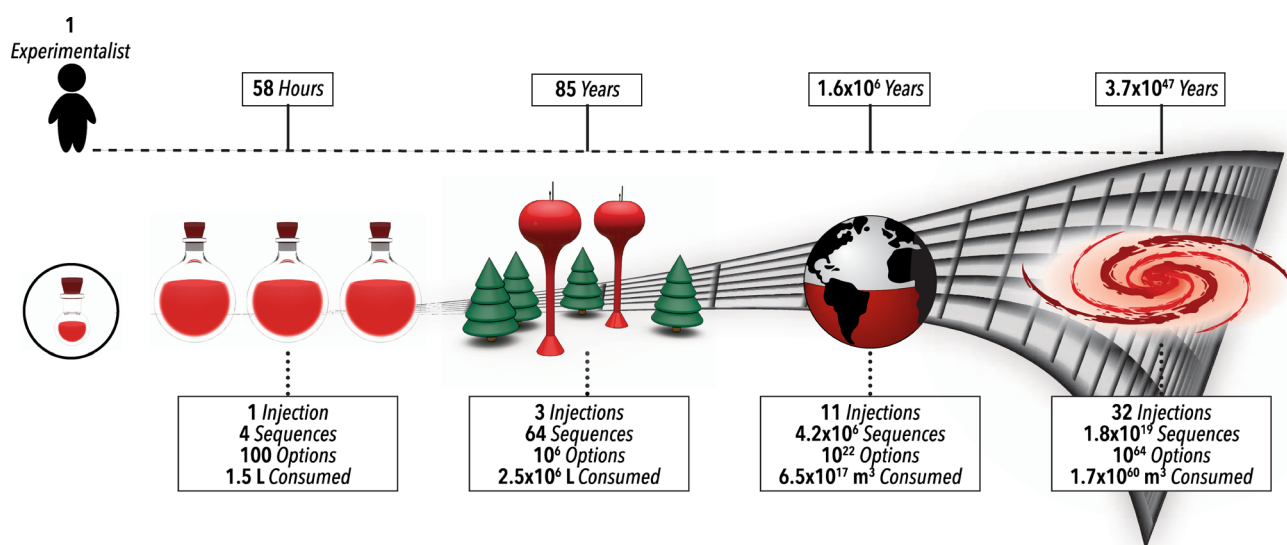 1
Experimentalist
58 Hours
85 Years
1.6x10⁶ Years
3.7x10⁴⁷ Years
1 Injection
4 Sequences
100 Options
1.5 L Consumed
3 Injections
64 Sequences
10⁶ Options
2.5x10⁶ L Consumed
11 Injections
4.2x10⁶ Sequences
10²² Options
6.5x10¹⁷ m³ Consumed
32 Injections
1.8x10¹⁹ Sequences
10⁶⁴ Options
1.7x10⁶⁰ m³ Consumed